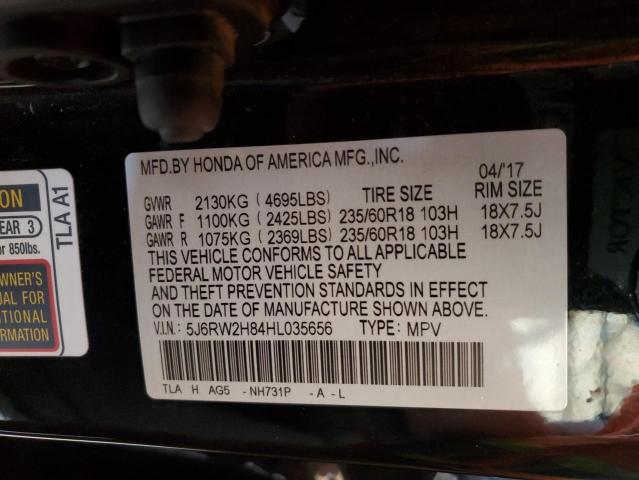 MFD.BY HONDA OF AMERICA MFG.,INC.
04/'17
GVWR 2130KG (4695LBS) TIRE SIZE RIM SIZE
GAWR F 1100KG (2425LBS) 235/60R18 103H 18X7.5J
GAWR R 1075KG (2369LBS) 235/60R18 103H 18X7.5J
THIS VEHICLE CONFORMS TO ALL APPLICABLE
FEDERAL MOTOR VEHICLE SAFETY
AND THEFT PREVENTION STANDARDS IN EFFECT
ON THE DATE OF MANUFACTURE SHOWN ABOVE.
V.I.N.: 5J6RW2H84HL035656 TYPE: MPV
TLA H AG5 -NH731P -A-L
ON
EAR 3
or 850lbs.
WNER'S
UAL FOR
ITIONAL
RMATION
TLA A1